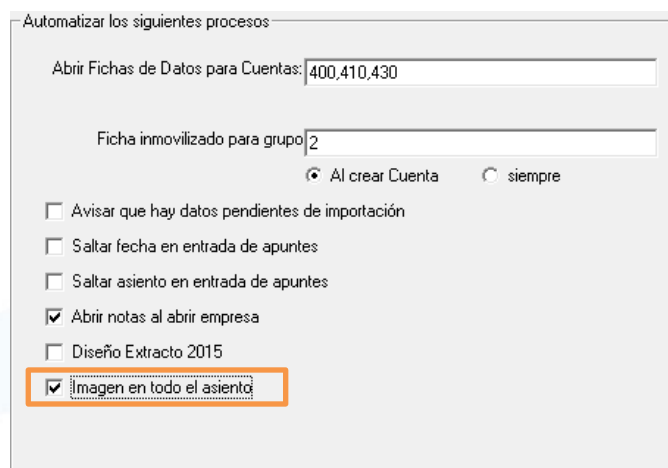 Automatizar los siguientes procesos
Abrir Fichas de Datos para Cuentas: 400,410,430
Ficha inmovilizado para grupo 2
Al crear Cuenta siempre
Avisar que hay datos pendientes de importación
Saltar fecha en entrada de apuntes
Saltar asiento en entrada de apuntes
Abrir notas al abrir empresa
Diseño Extracto 2015
Imagen en todo el asiento